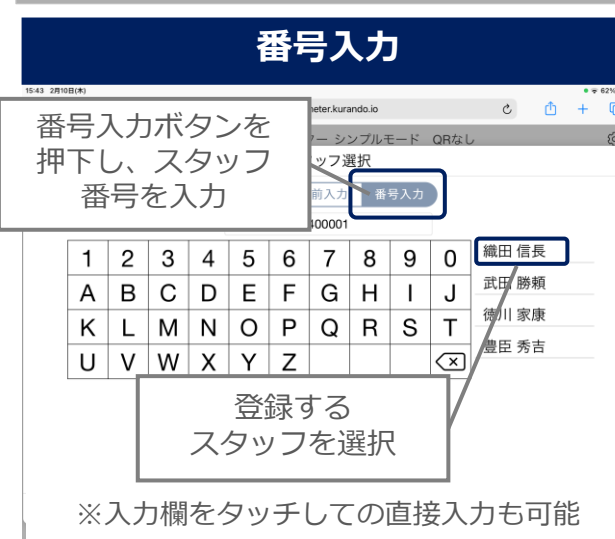 番号入力
15:43 2月10日(木)
62%
neter.kurando.io
ター シンプルモード QRなし
番号入力ボタンを
押下し、スタッフ
番号を入力
ッフ選択
前入力 番号入力
400001
1 2 3 4 5 6 7 8 9 0
A B C D E F G H I J
K L M N O P Q R S T
U V W X Y Z
織田 信長
武田 勝頼
徳川 家康
豊臣 秀吉
登録する
スタッフを選択
※入力欄をタッチしての直接入力も可能